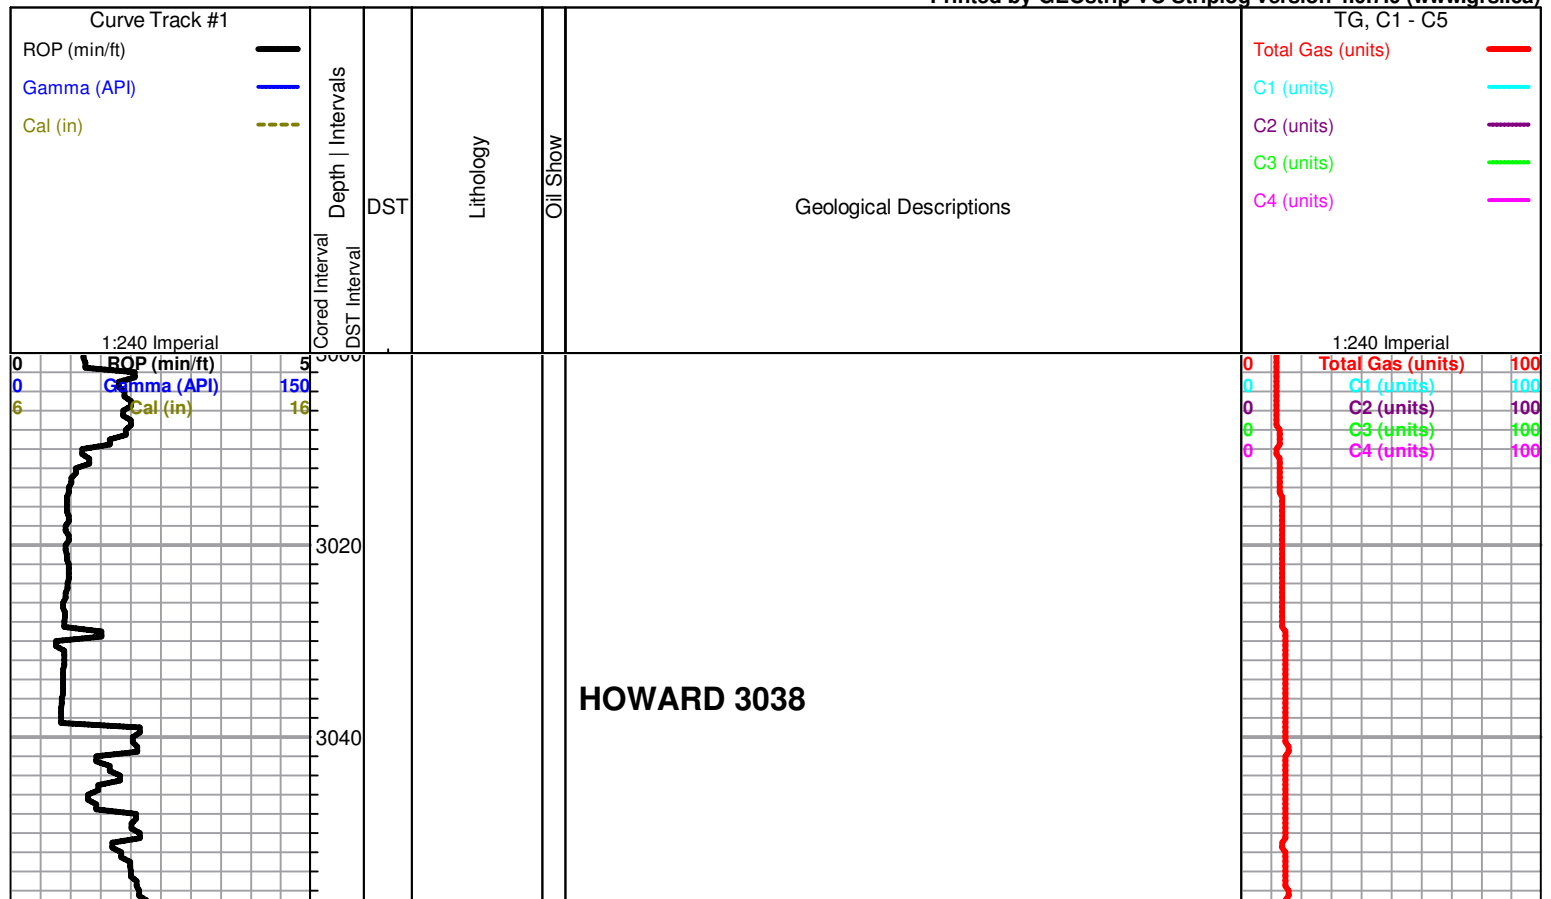 Curve Track #1
ROP (min/ft)
Gamma (API)
Cal (in)
1:240 Imperial
Cored Interval
Depth | Intervals
DST Interval
DST
Lithology
Oil Show
Geological Descriptions
TG, C1 - C5
Total Gas (units)
C1 (units)
C2 (units)
C3 (units)
C4 (units)
1:240 Imperial
0 ROP (min/ft) 5
0 Gamma (API) 150
6 Cal (in) 16
3000
0 Total Gas (units) 100
0 C1 (units) 100
0 C2 (units) 100
0 C3 (units) 100
0 C4 (units) 100
3020
HOWARD 3038
3040